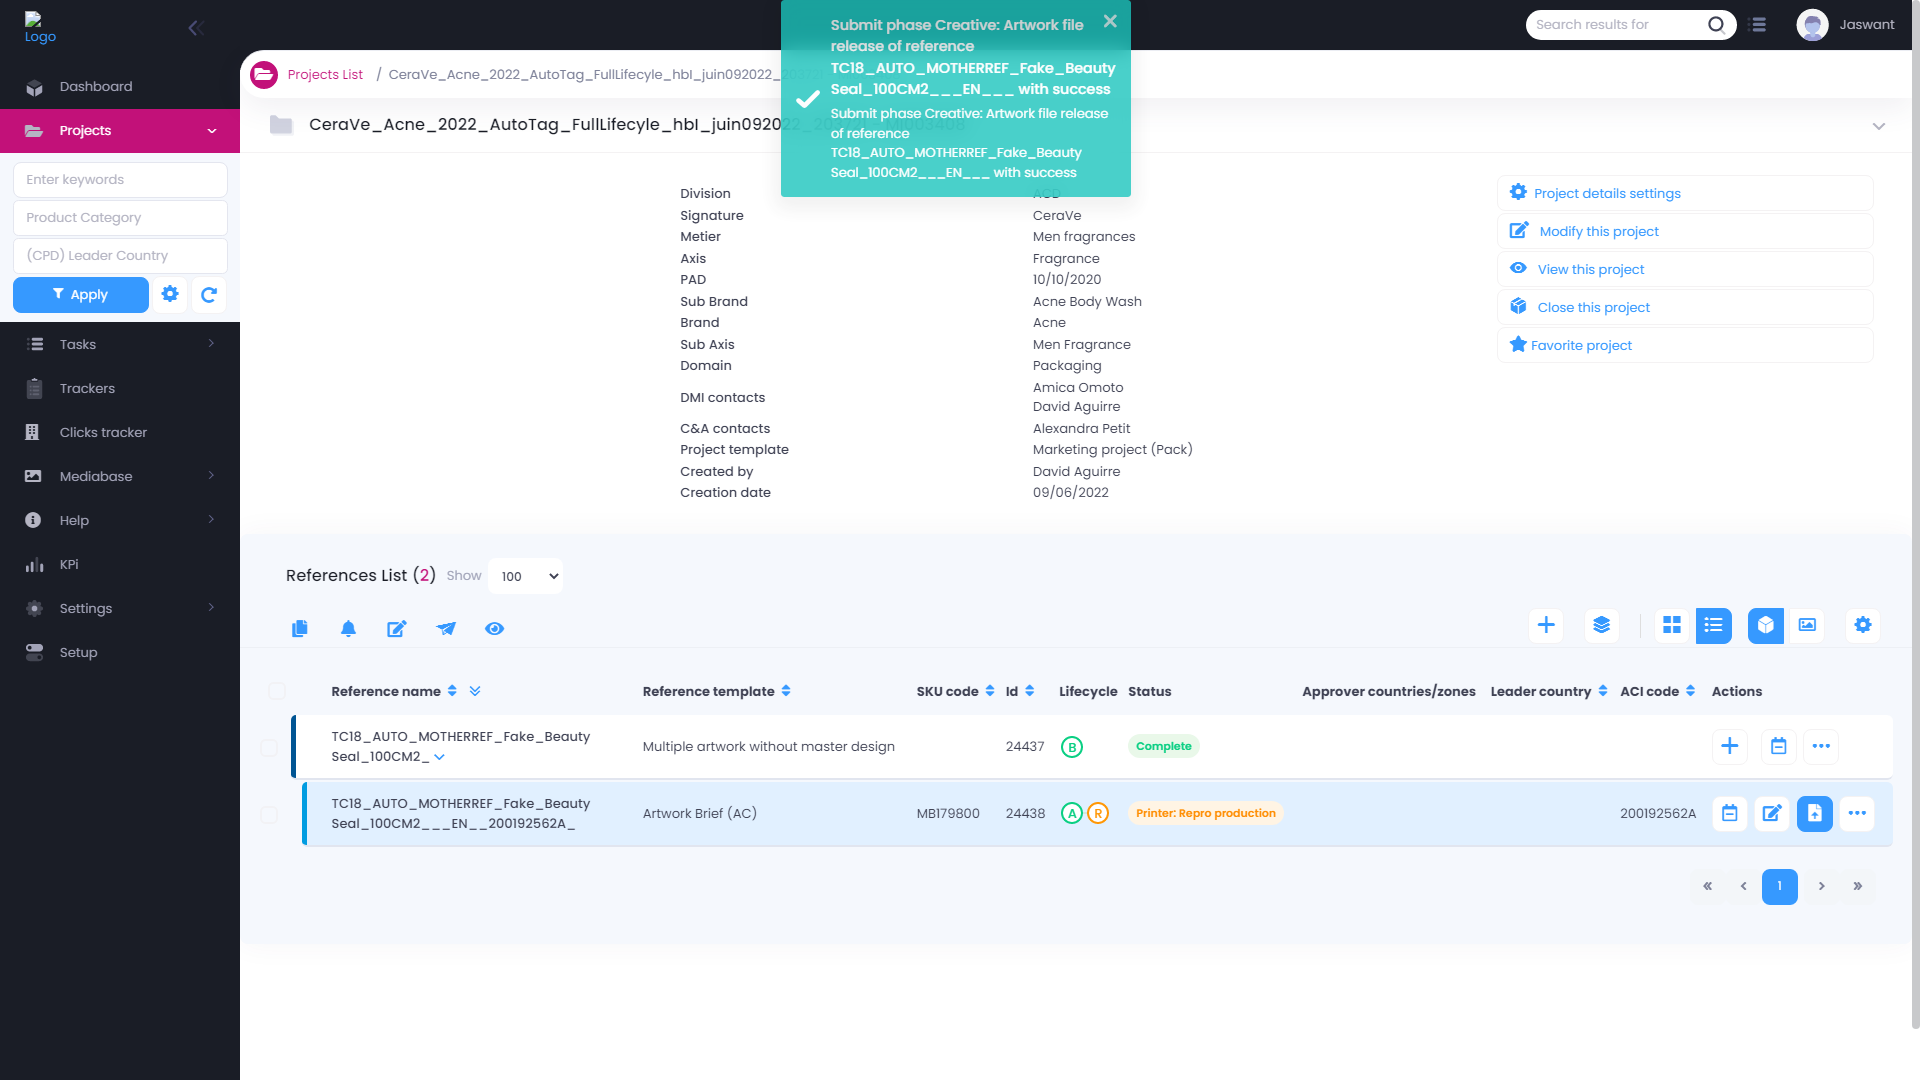 Logo
Submit phase Creative: Artwork file
release of reference
TC18_AUTO_MOTHERREF_Fake_Beauty
Seal_100CM2___EN___ with success
Submit phase Creative: Artwork file release
of reference
TC18_AUTO_MOTHERREF_Fake_Beauty
Seal_100CM2___EN___ with success
Search results for
Jaswant
Dashboard
Projects
Enter keywords
Product Category
(CPD) Leader Country
Apply
Tasks
Trackers
Clicks tracker
Mediabase
Help
KPi
Settings
Setup
Projects List / CeraVe_Acne_2022_AutoTag_FullLifecyle_hbl_juin092022_
CeraVe_Acne_2022_AutoTag_FullLifecyle_hbl_juin092022_
Division ACD
Signature CeraVe
Metier Men fragrances
Axis Fragrance
PAD 10/10/2020
Sub Brand Acne Body Wash
Brand Acne
Sub Axis Men Fragrance
Domain Packaging
DMI contacts Amica Omoto
David Aguirre
C&A contacts Alexandra Petit
Project template Marketing project (Pack)
Created by David Aguirre
Creation date 09/06/2022
Project details settings
Modify this project
View this project
Close this project
Favorite project
References List (2) Show 100
Reference name Reference template SKU code Id Lifecycle Status Approver countries/zones Leader country ACI code Actions
TC18_AUTO_MOTHERREF_Fake_Beauty
Seal_100CM2_ Multiple artwork without master design 24437 B Complete
TC18_AUTO_MOTHERREF_Fake_Beauty
Seal_100CM2___EN__200192562A_ Artwork Brief (AC) MB179800 24438 A R Printer: Repro production 200192562A
« ‹ 1 › »